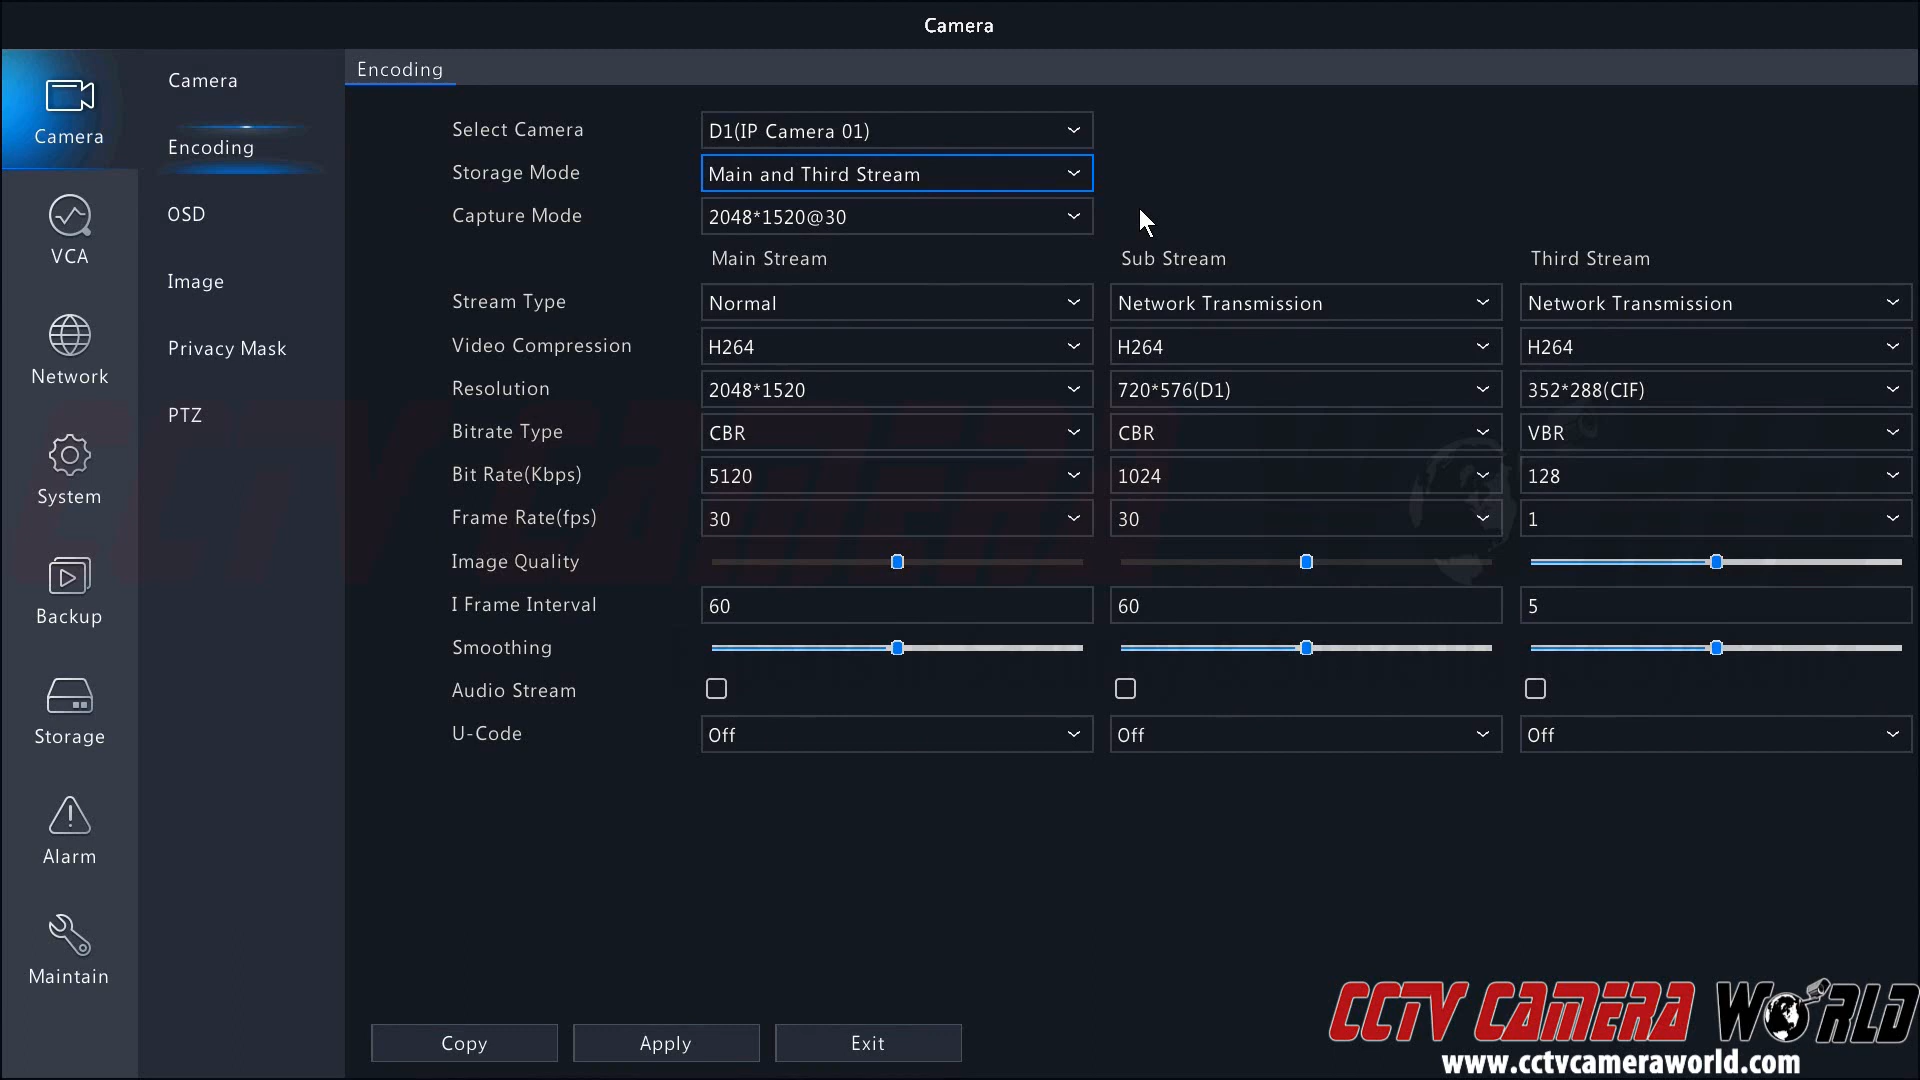 Camera
Camera
VCA
Network
System
Backup
Storage
Alarm
Maintain
Camera
Encoding
OSD
Image
Privacy Mask
PTZ
Encoding
Select Camera D1(IP Camera 01)
Storage Mode Main and Third Stream
Capture Mode 2048*1520@30
Main Stream Sub Stream Third Stream
Stream Type Normal Network Transmission Network Transmission
Video Compression H264 H264 H264
Resolution 2048*1520 720*576(D1) 352*288(CIF)
Bitrate Type CBR CBR VBR
Bit Rate(Kbps) 5120 1024 128
Frame Rate(fps) 30 30 1
Image Quality
I Frame Interval 60 60 5
Smoothing
Audio Stream
U-Code Off Off Off
Copy Apply Exit
CCTV CAMERA WORLD
www.cctvcameraworld.com
CCTV CAMERA